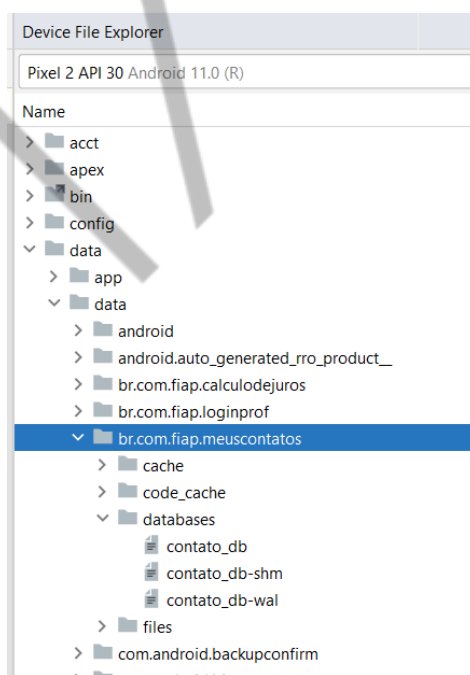 Device File Explorer
Pixel 2 API 30 Android 11.0 (R)
Name
acct
apex
bin
config
data
app
data
android
android.auto_generated_rro_product__
br.com.fiap.calculodejuros
br.com.fiap.loginprof
br.com.fiap.meuscontatos
cache
code_cache
databases
contato_db
contato_db-shm
contato_db-wal
files
com.android.backupconfirm